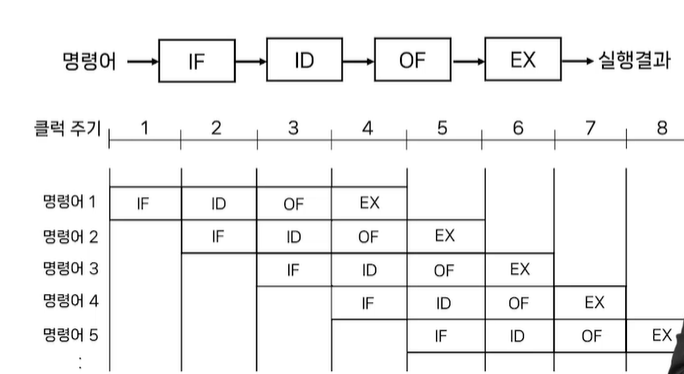 명령어 IF ID OF EX 실행결과
클럭 주기 1 2 3 4 5 6 7 8
명령어 1 IF ID OF EX
명령어 2 IF ID OF EX
명령어 3 IF ID OF EX
명령어 4 IF ID OF EX
명령어 5 IF ID OF EX
: